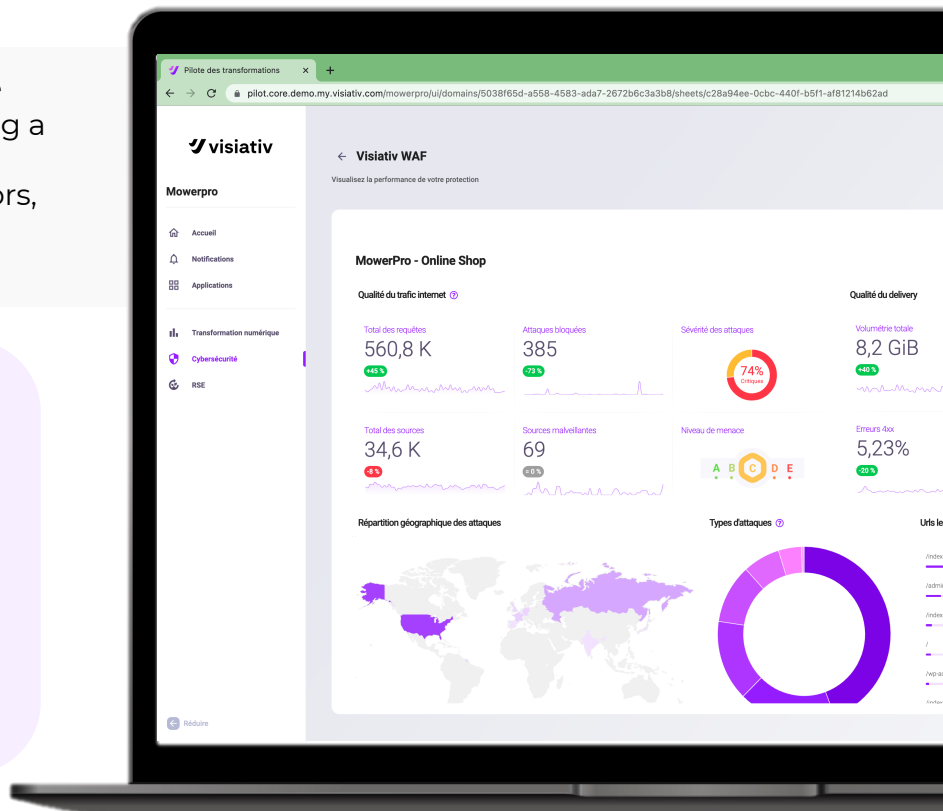 g a
ors,
Pilote des transformations
pilot.core.demo.my.visiativ.com/mowerpro/ui/domains/5038f65d-a558-4583-ada7-2672b6c3a3b8/sheets/c28a94ee-0cbc-440f-b5f1-af81214b62ad
visiativ
Mowerpro
Accueil
Notifications
Applications
Transformation numérique
Cybersécurité
RSE
Réduire
← Visiativ WAF
Visualisez la performance de votre protection
MowerPro - Online Shop
Qualité du trafic internet ?
Qualité du delivery
Total des requêtes
560,8 K
+45 %
Attaques bloquées
385
-73 %
Sévérité des attaques
74%
Critiques
Volumétrie totale
8,2 GiB
+40 %
Total des sources
34,6 K
-8 %
Sources malveillantes
69
= 0 %
Niveau de menace
A B C D E
Erreurs 4xx
5,23%
-20 %
Répartition géographique des attaques
Types d'attaques ?
Urls le
/index
/admi
/index
/
/wp-a